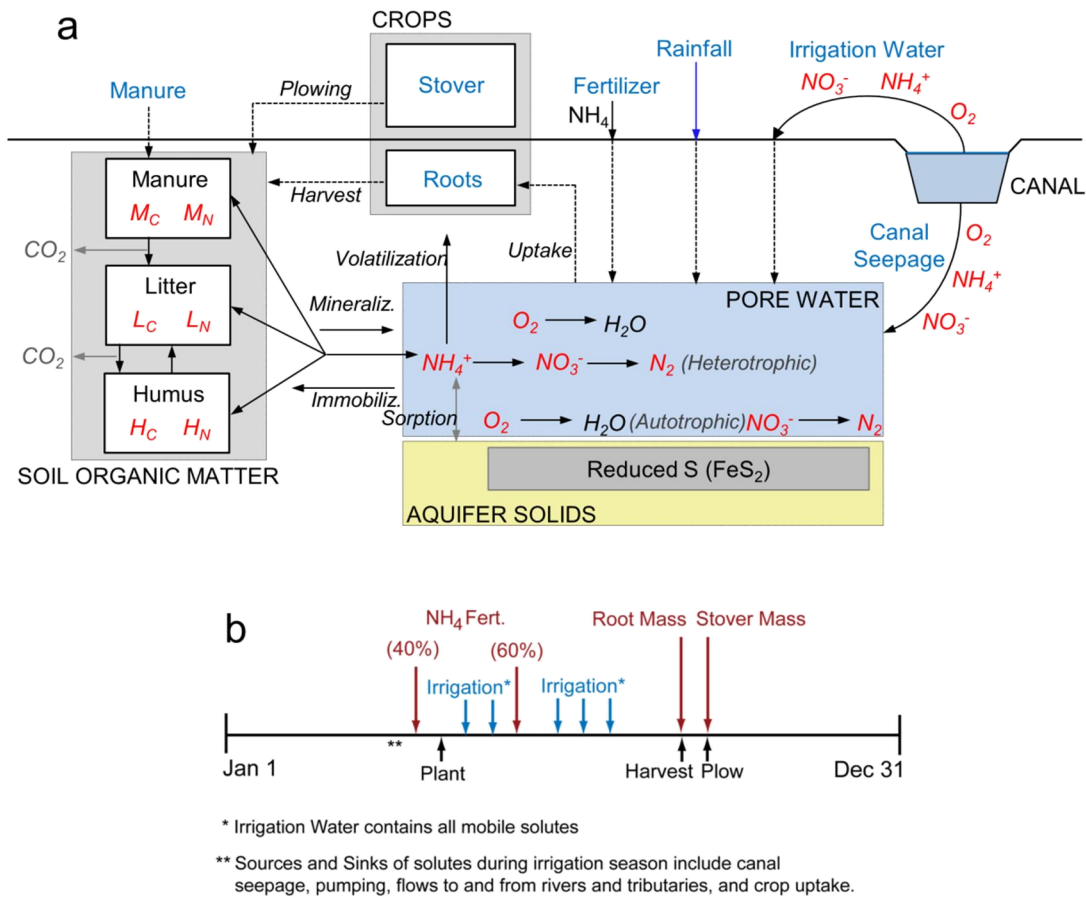 a
CROPS
Stover
Roots
Manure
Plowing
Harvest
Fertilizer
NH4
Rainfall
Irrigation Water
NO3- NH4+
O2
CANAL
Canal
Seepage
O2
NH4+
NO3-
Manure
MC MN
CO2
Litter
LC LN
CO2
Humus
HC HN
SOIL ORGANIC MATTER
Volatilization
Uptake
Mineraliz.
Immobiliz.
Sorption
PORE WATER
O2 H2O
NH4+ NO3- N2 (Heterotrophic)
O2 H2O (Autotrophic) NO3- N2
Reduced S (FeS2)
AQUIFER SOLIDS
b
NH4 Fert.
(40%) (60%)
Irrigation* Irrigation*
Root Mass Stover Mass
**
Jan 1
Plant
Harvest Plow
Dec 31
* Irrigation Water contains all mobile solutes
** Sources and Sinks of solutes during irrigation season include canal
seepage, pumping, flows to and from rivers and tributaries, and crop uptake.